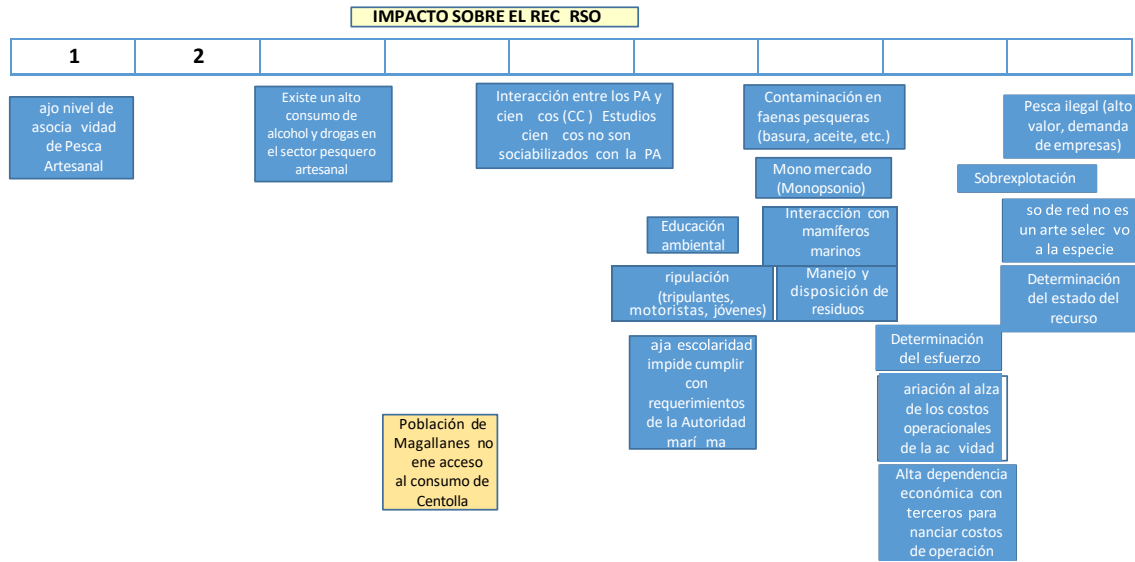 IMPACTO SOBRE EL REC RSO
1
2
ajo nivel de
asocia vidad
de Pesca
Artesanal
Existe un alto
consumo de
alcohol y drogas en
el sector pesquero
artesanal
Interacción entre los PA y
cien cos (CC ) Estudios
cien cos no son
sociabilizados con la PA
Contaminación en
faenas pesqueras
(basura, aceite, etc.)
Pesca ilegal (alto
valor, demanda
de empresas)
Mono mercado
(Monopsonio)
Sobrexplotación
Educación
ambiental
Interacción con
mamíferos
marinos
so de red no es
un arte selec vo
a la especie
ripulación
(tripulantes,
motoristas, jóvenes)
Manejo y
disposición de
residuos
Determinación
del estado del
recurso
aja escolaridad
impide cumplir
con
requerimientos
de la Autoridad
marí ma
Determinación
del esfuerzo
ariación al alza
de los costos
operacionales
de la ac vidad
Población de
Magallanes no
ene acceso
al consumo de
Centolla
Alta dependencia
económica con
terceros para
nanciar costos
de operación